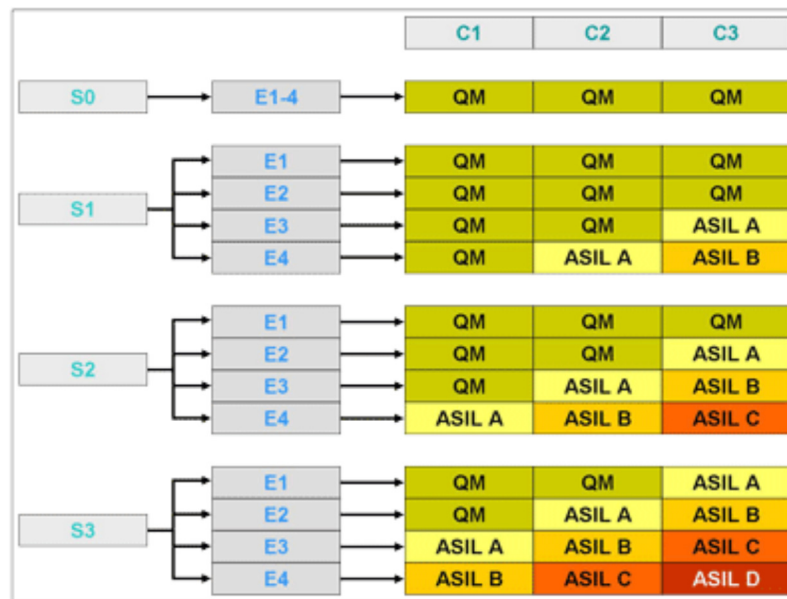 C1 C2 C3
S0 E1-4 QM QM QM
E1 QM QM QM
E2 QM QM QM
S1
E3 QM QM ASIL A
E4 QM ASIL A ASIL B
E1 QM QM QM
E2 QM QM ASIL A
S2
E3 QM ASIL A ASIL B
E4 ASIL A ASIL B ASIL C
E1 QM QM ASIL A
E2 QM ASIL A ASIL B
S3
E3 ASIL A ASIL B ASIL C
E4 ASIL B ASIL C ASIL D